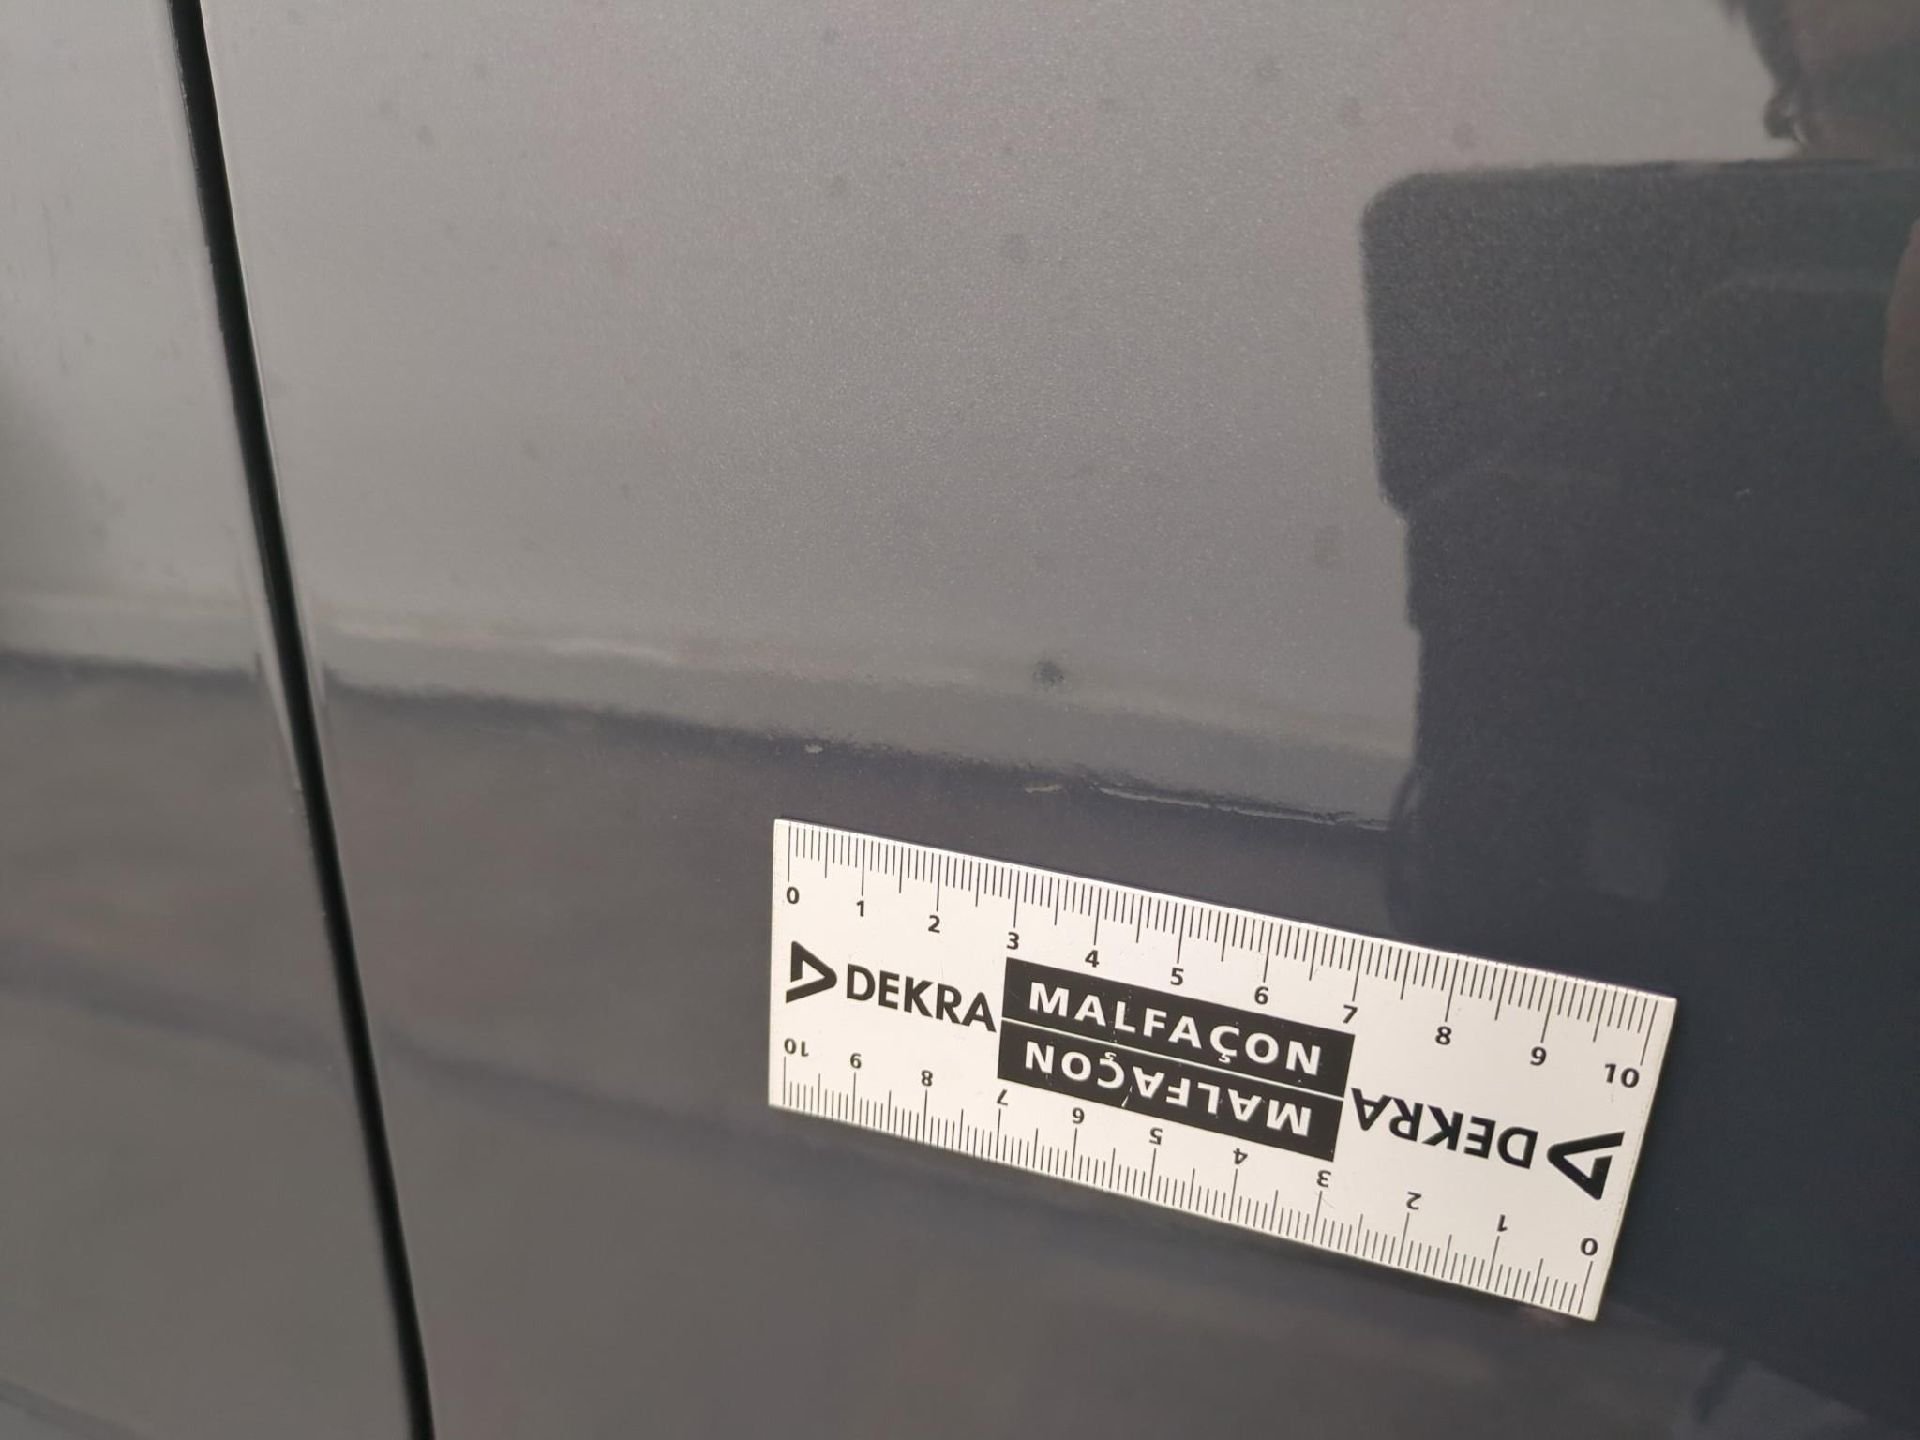 0 1 2 3 4 5 6 7 8 9 10
DEKRA MALFAÇON
MALFAÇON DEKRA
10 9 8 7 6 5 4 3 2 1 0